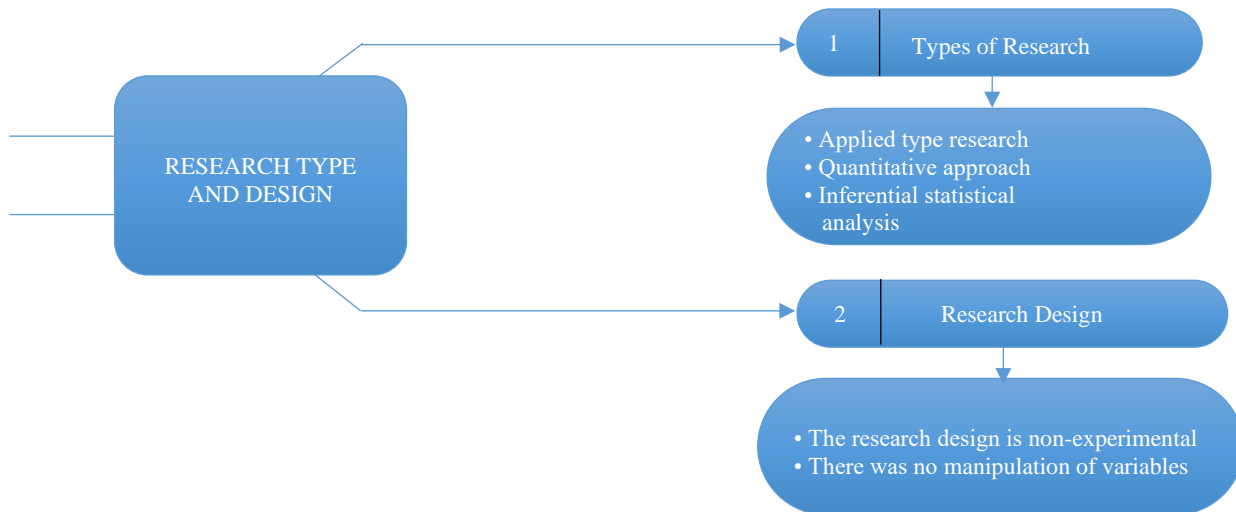 RESEARCH TYPE
AND DESIGN
1 Types of Research
• Applied type research
• Quantitative approach
• Inferential statistical
analysis
2 Research Design
• The research design is non-experimental
• There was no manipulation of variables